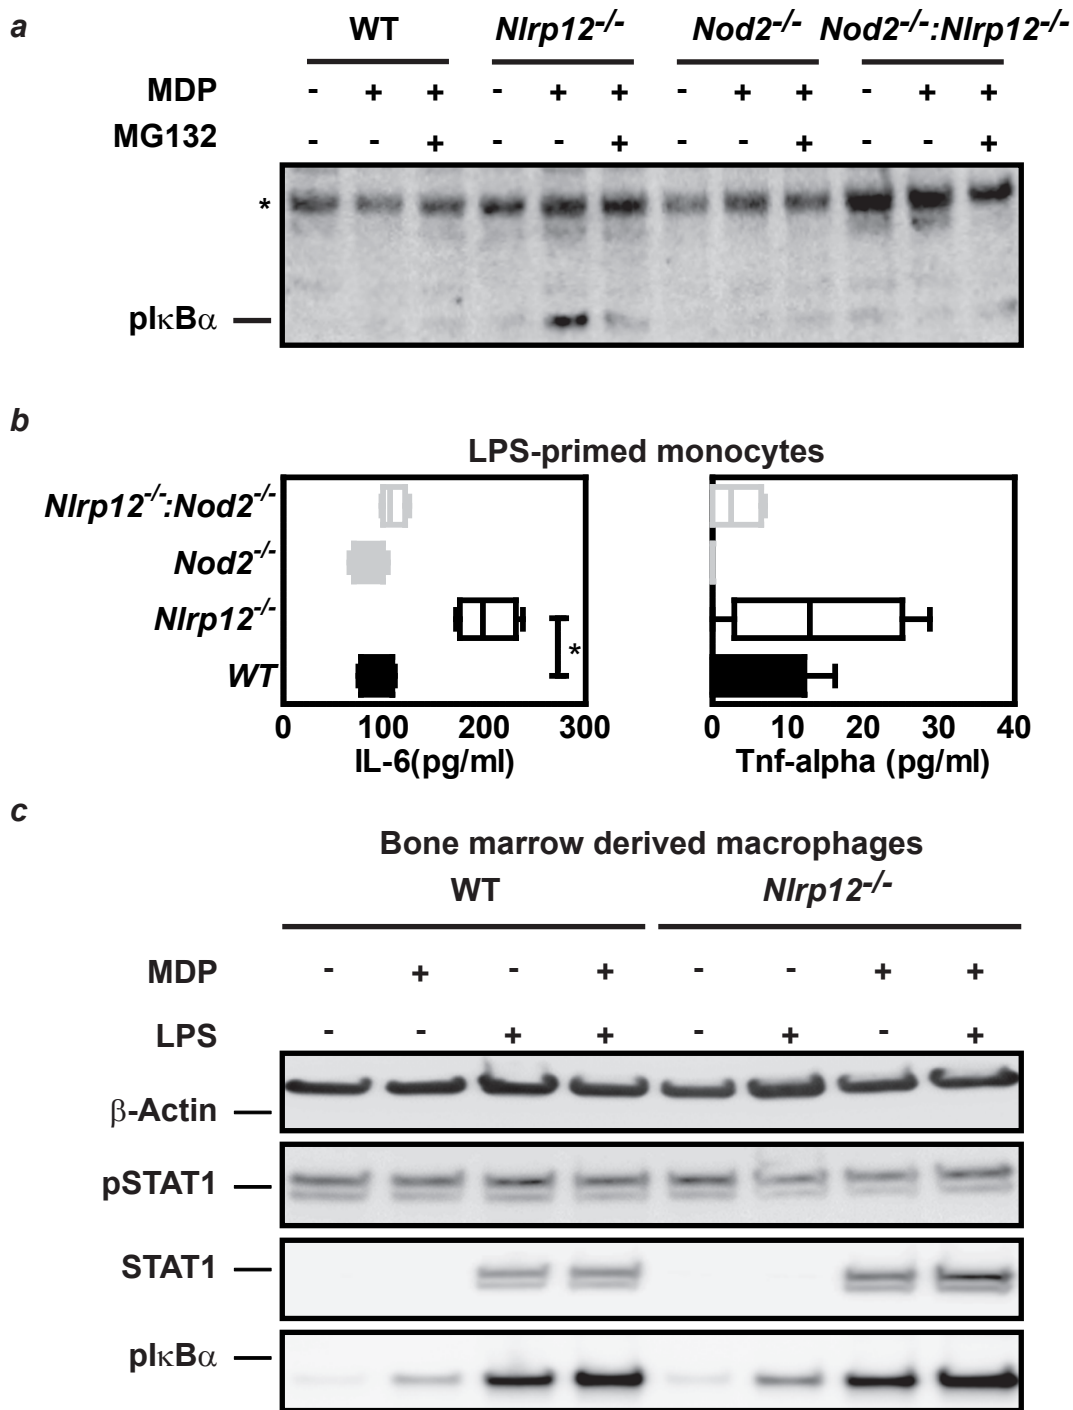 a
WT Nlrp12-/- Nod2-/- Nod2-/-:Nlrp12-/-
MDP - + + - + + - + + - + +
MG132 - - + - - + - - + - - +
*
pIκBα
b
LPS-primed monocytes
Nlrp12-/-:Nod2-/-
Nod2-/-
Nlrp12-/-
*
WT
0 100 200 300 0 10 20 30 40
IL-6(pg/ml) Tnf-alpha (pg/ml)
c
Bone marrow derived macrophages
WT Nlrp12-/-
MDP - + - + - - + +
LPS - - + + - + - +
β-Actin
pSTAT1
STAT1
pIκBα